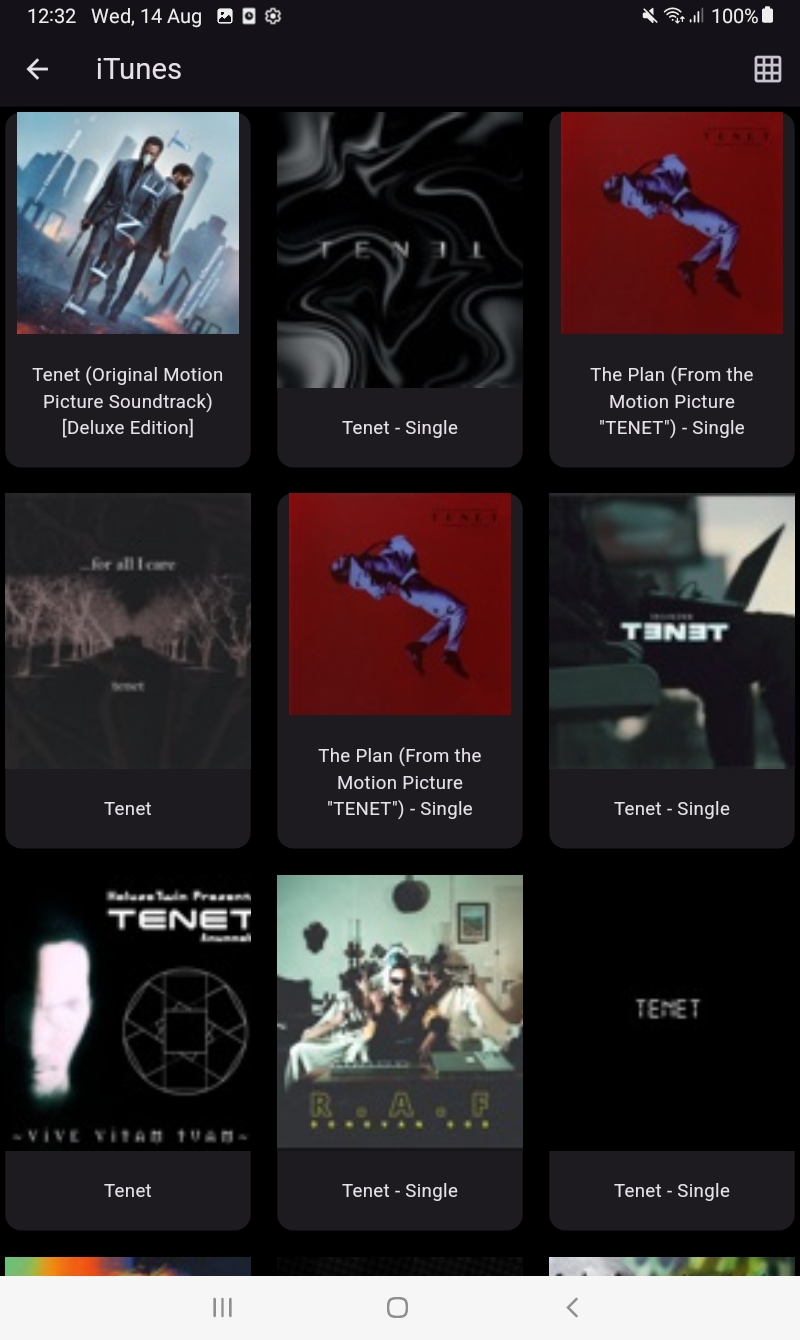 12:32 Wed, 14 Aug 100%
iTunes
TENET
TENET
TENET
Tenet (Original Motion
Picture Soundtrack)
[Deluxe Edition]
Tenet - Single
The Plan (From the
Motion Picture
"TENET") - Single
...for all I care
tenet
TENET
TENET
Tenet
The Plan (From the
Motion Picture
"TENET") - Single
Tenet - Single
TENET
~VIVE VITAM TUAM~
R.A.F
TENET
Tenet
Tenet - Single
Tenet - Single